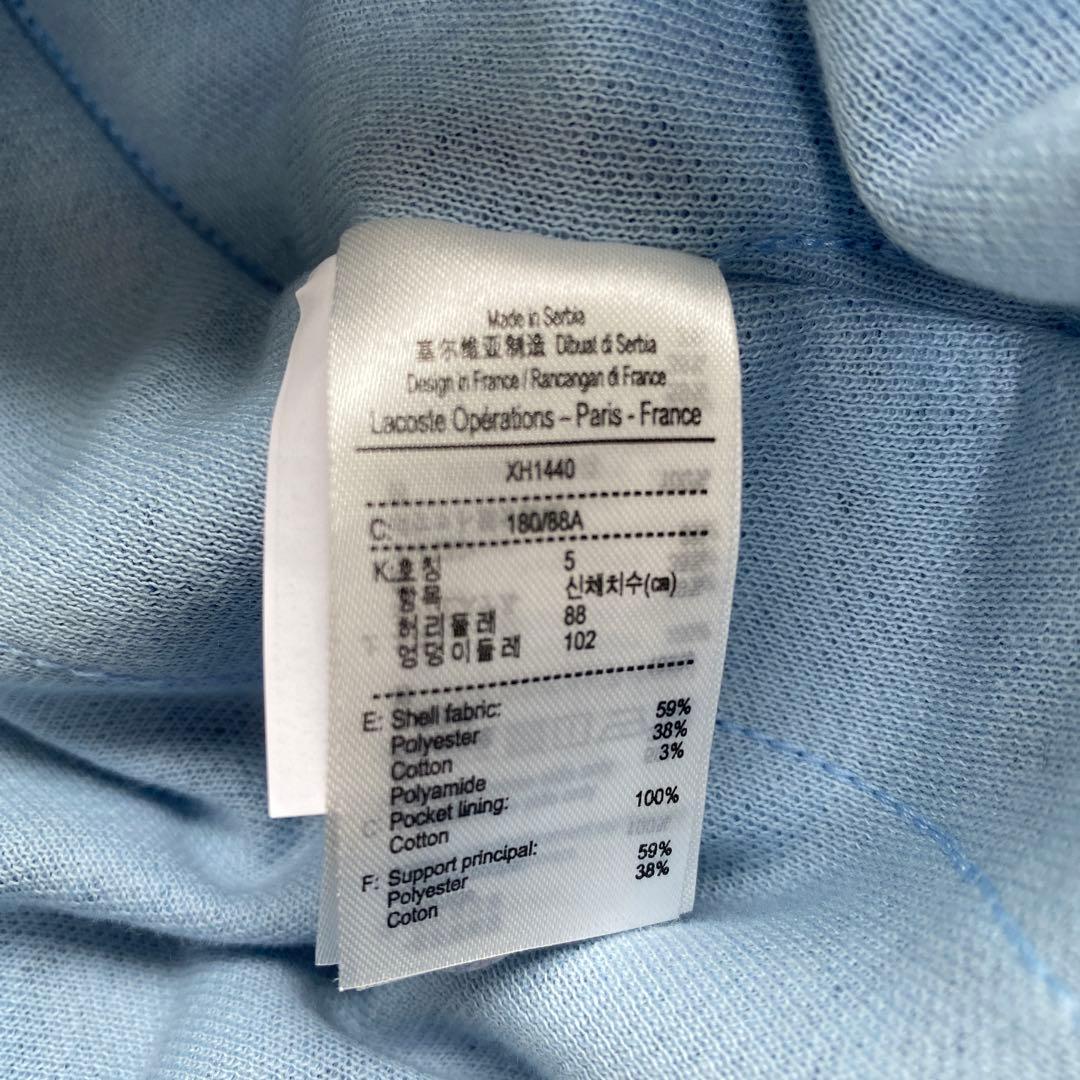 Made in Serbia
塞尔维亚制造 Dibuat di Serbia
Design in France / Rancangan di France
Lacoste Opérations – Paris - France
XH1440
C: 180/88A
K: 호칭 5
항목 신체치수(㎝)
허리둘레 88
엉덩이둘레 102
E: Shell fabric:
Polyester 59%
Cotton 38%
Polyamide 3%
Pocket lining:
Cotton 100%
F: Support principal:
Polyester 59%
Coton 38%